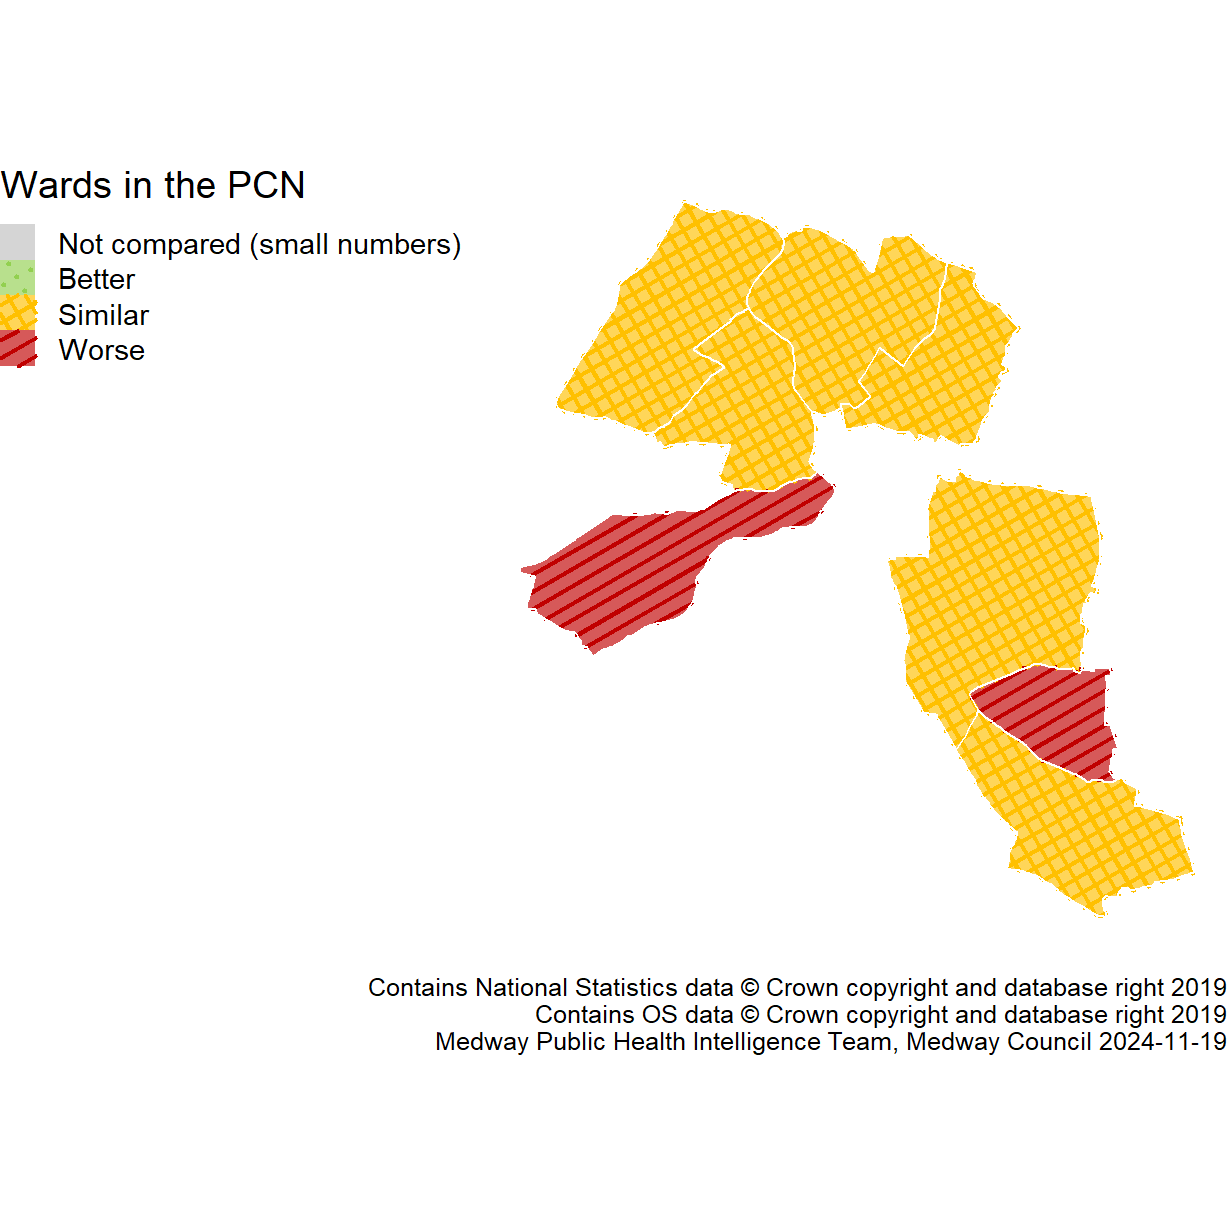 Wards in the PCN
Not compared (small numbers)
Better
Similar
Worse
Contains National Statistics data © Crown copyright and database right 2019
Contains OS data © Crown copyright and database right 2019
Medway Public Health Intelligence Team, Medway Council 2024-11-19